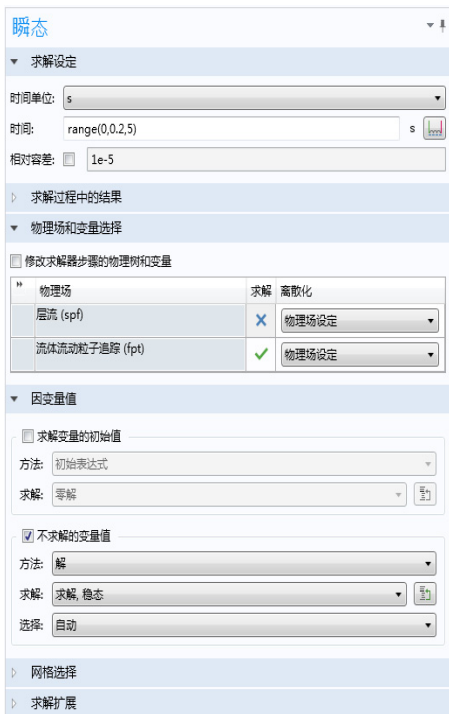 瞬态
求解设定
时间单位: s
时间: range(0,0.2,5) s
相对容差: 1e-5
求解过程中的结果
物理场和变量选择
修改求解器步骤的物理树和变量
物理场 求解 离散化
层流 (spf) 物理场设定
流体流动粒子追踪 (fpt) 物理场设定
因变量值
求解变量的初始值
方法: 初始表达式
求解: 零解
不求解的变量值
方法: 解
求解: 求解, 稳态
选择: 自动
网格选择
求解扩展